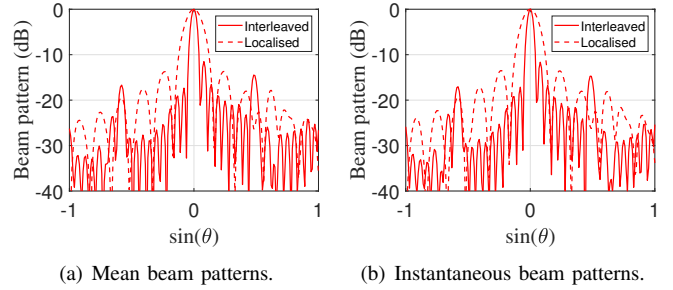 Interleaved
Localised
Beam pattern (dB)
0
-10
-20
-30
-40
-1
0
1
sin(θ)
(a) Mean beam patterns.
Interleaved
Localised
Beam pattern (dB)
0
-10
-20
-30
-40
-1
0
1
sin(θ)
(b) Instantaneous beam patterns.